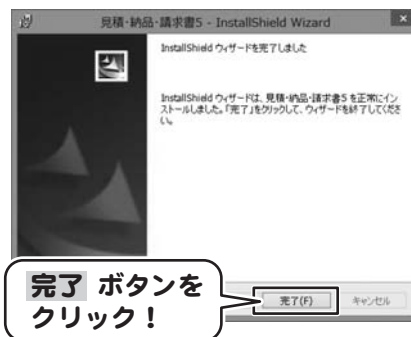 見積・納品・請求書5 - InstallShield Wizard
InstallShield ウィザードを完了しました
InstallShield ウィザードは、見積・納品・請求書5 を正常にイン
ストールしました。「完了」をクリックして、ウィザードを終了してくださ
い。
完了 ボタンを
クリック！
完了(F)
キャンセル